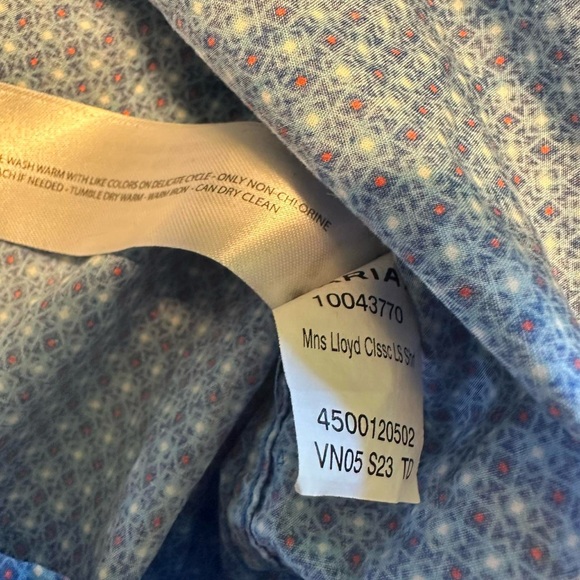 WASH WARM WITH LIKE COLORS ON DELICATE CYCLE - ONLY NON-CHLORINE
IF NEEDED - TUMBLE DRY WARM - WARM IRON - CAN DRY CLEAN
10043770
Mns Lloyd Clssc LS Shrt
4500120502
VN05 S23 TD